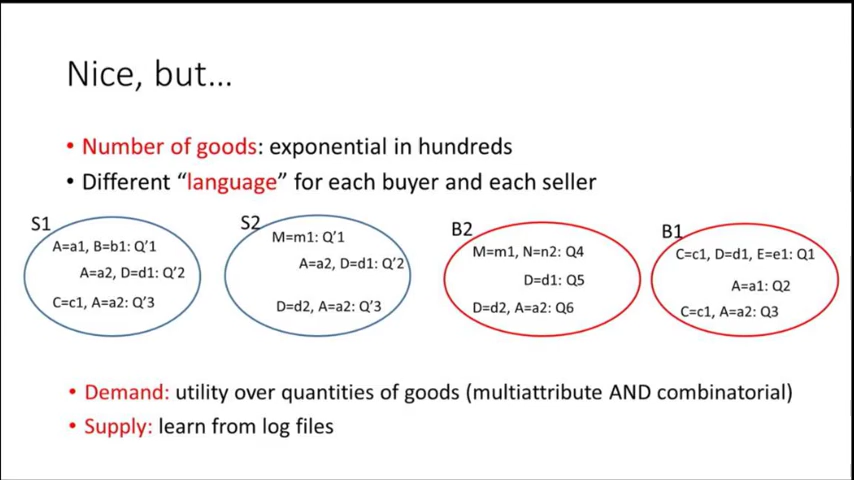 Nice, but…
• Number of goods: exponential in hundreds
• Different “language” for each buyer and each seller
S1
A=a1, B=b1: Q’1
A=a2, D=d1: Q’2
C=c1, A=a2: Q’3
S2
M=m1: Q’1
A=a2, D=d1: Q’2
D=d2, A=a2: Q’3
B2
M=m1, N=n2: Q4
D=d1: Q5
D=d2, A=a2: Q6
B1
C=c1, D=d1, E=e1: Q1
A=a1: Q2
C=c1, A=a2: Q3
• Demand: utility over quantities of goods (multiattribute AND combinatorial)
• Supply: learn from log files